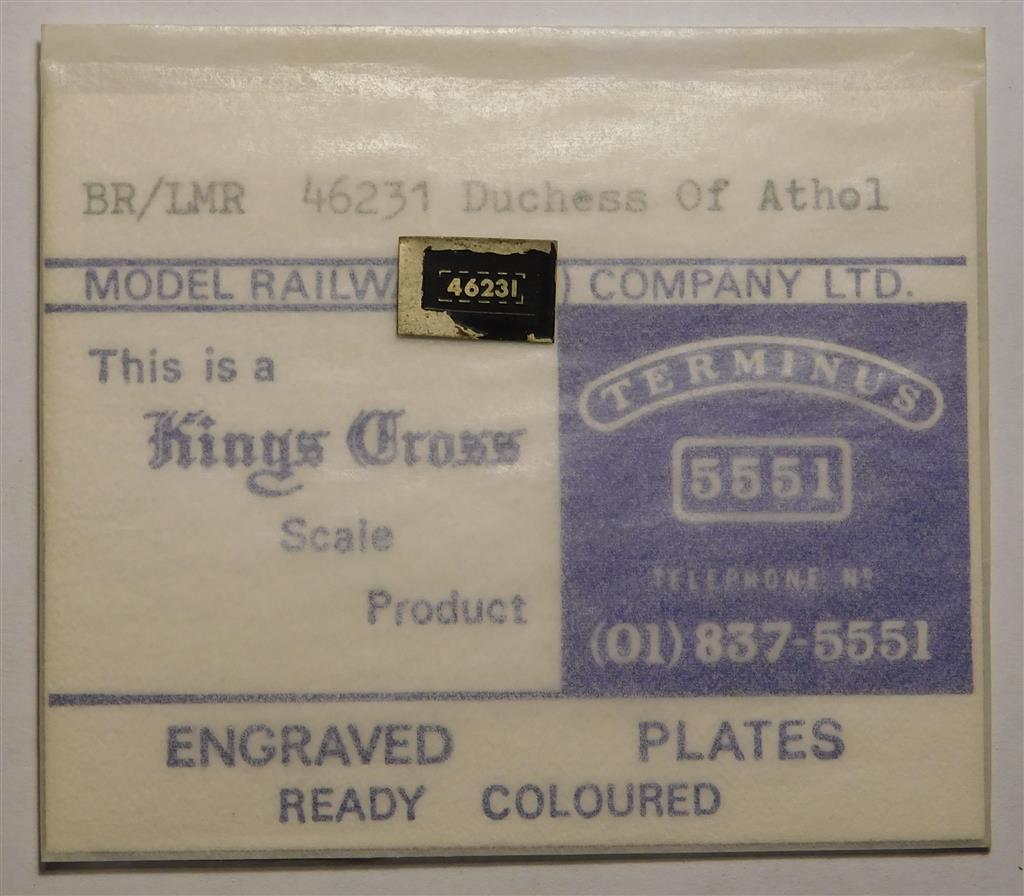 BR/LMR 46231 Duchess Of Athol
MODEL RAILWA ) COMPANY LTD.
46231
This is a
Kings Cross
Scale
Product
TERMINUS
5551
TELEPHONE Nº
(01) 837-5551
ENGRAVED PLATES
READY COLOURED